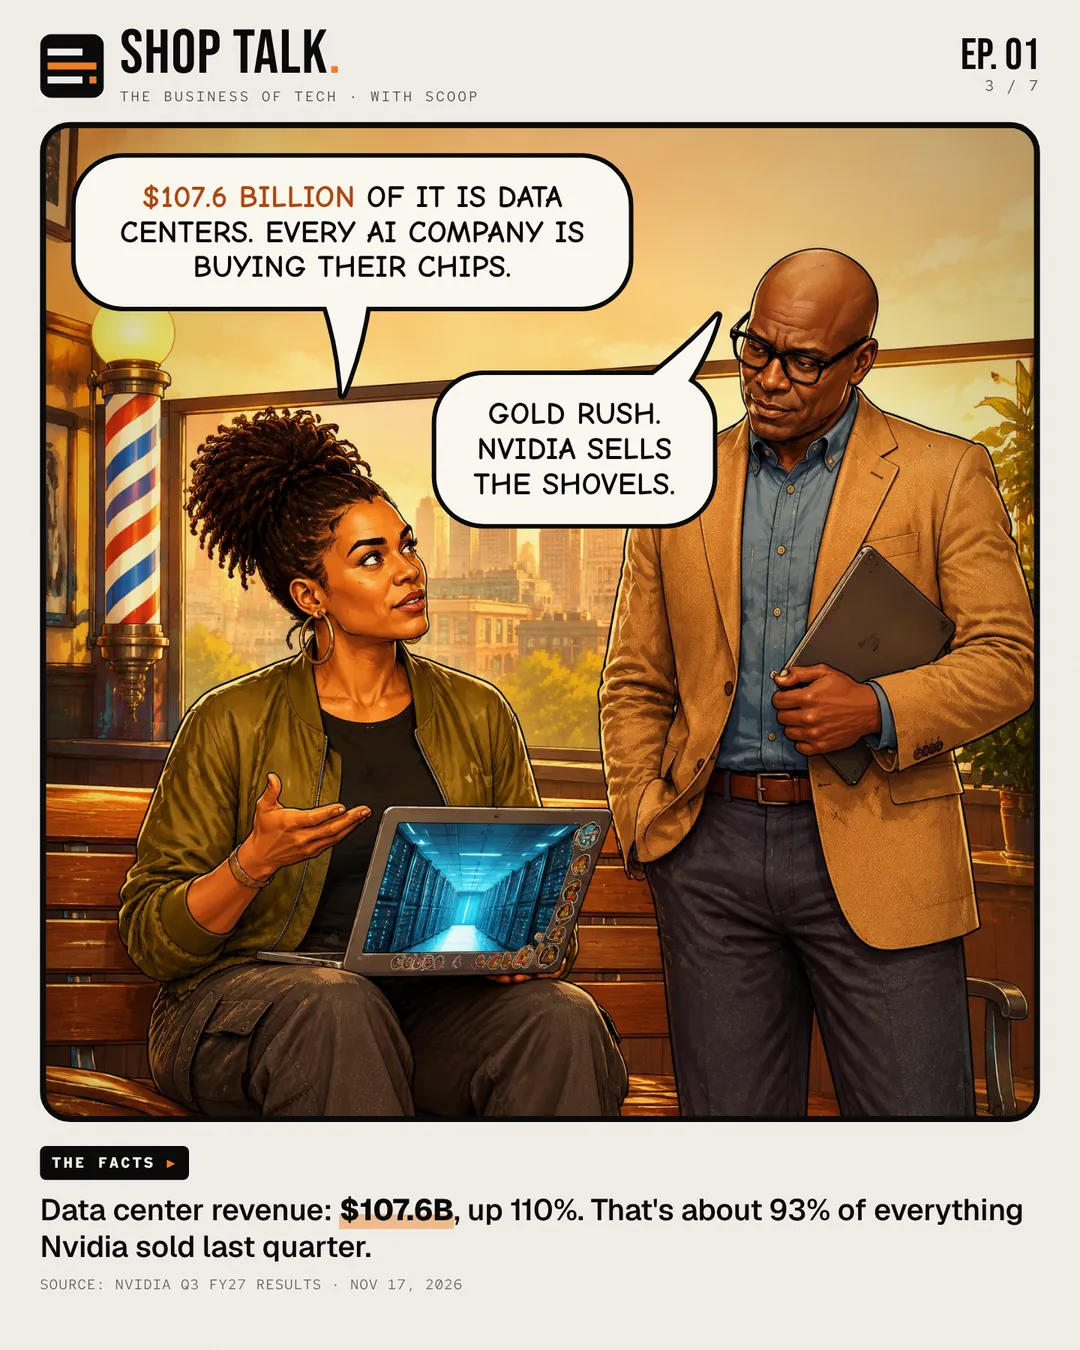 SHOP TALK.
THE BUSINESS OF TECH · WITH SCOOP
EP. 01
3 / 7
$107.6 BILLION OF IT IS DATA
CENTERS. EVERY AI COMPANY IS
BUYING THEIR CHIPS.
GOLD RUSH.
NVIDIA SELLS
THE SHOVELS.
THE FACTS ▸
Data center revenue: $107.6B, up 110%. That's about 93% of everything
Nvidia sold last quarter.
SOURCE: NVIDIA Q3 FY27 RESULTS · NOV 17, 2026